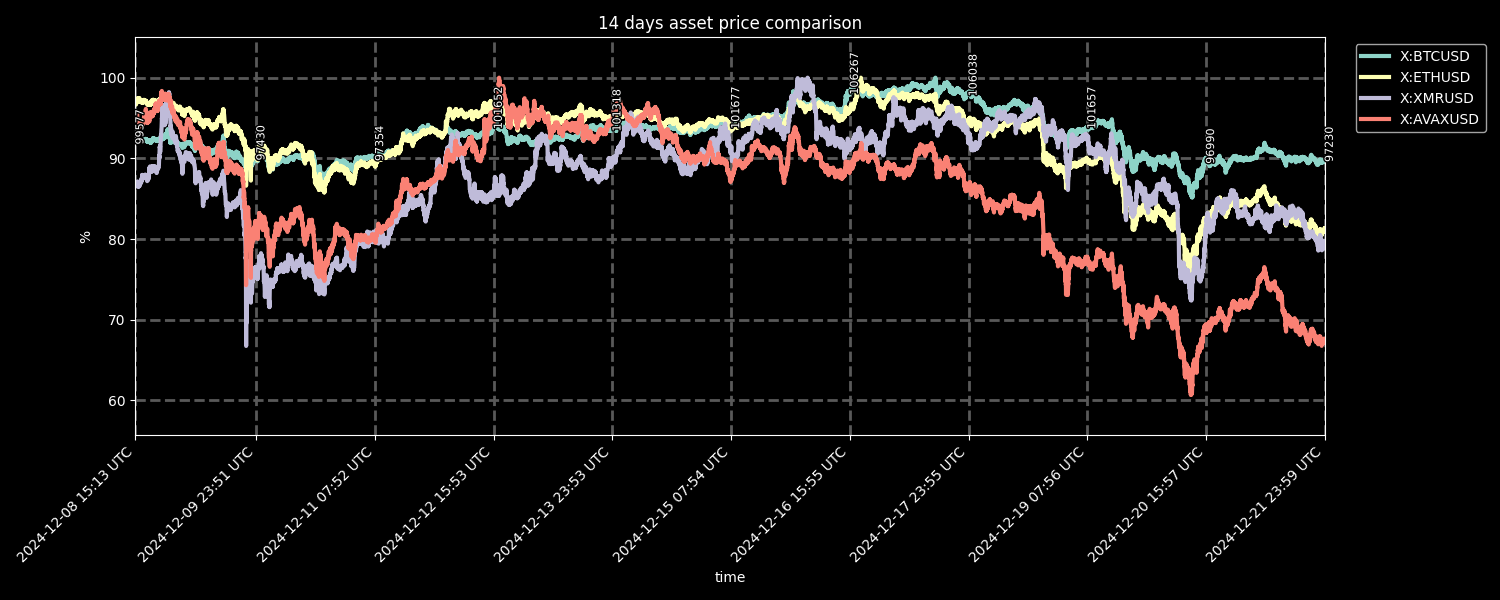 14 days asset price comparison
X:BTCUSD
X:ETHUSD
X:XMRUSD
X:AVAXUSD
100
90
80
70
60
%
97430
97354
101652
101318
101677
106267
106038
101657
96990
97230
2024-12-08 15:13 UTC
2024-12-09 23:51 UTC
2024-12-11 07:52 UTC
2024-12-12 15:53 UTC
2024-12-13 23:53 UTC
2024-12-15 07:54 UTC
2024-12-16 15:55 UTC
2024-12-17 23:55 UTC
2024-12-19 07:56 UTC
2024-12-20 15:57 UTC
2024-12-21 23:59 UTC
time